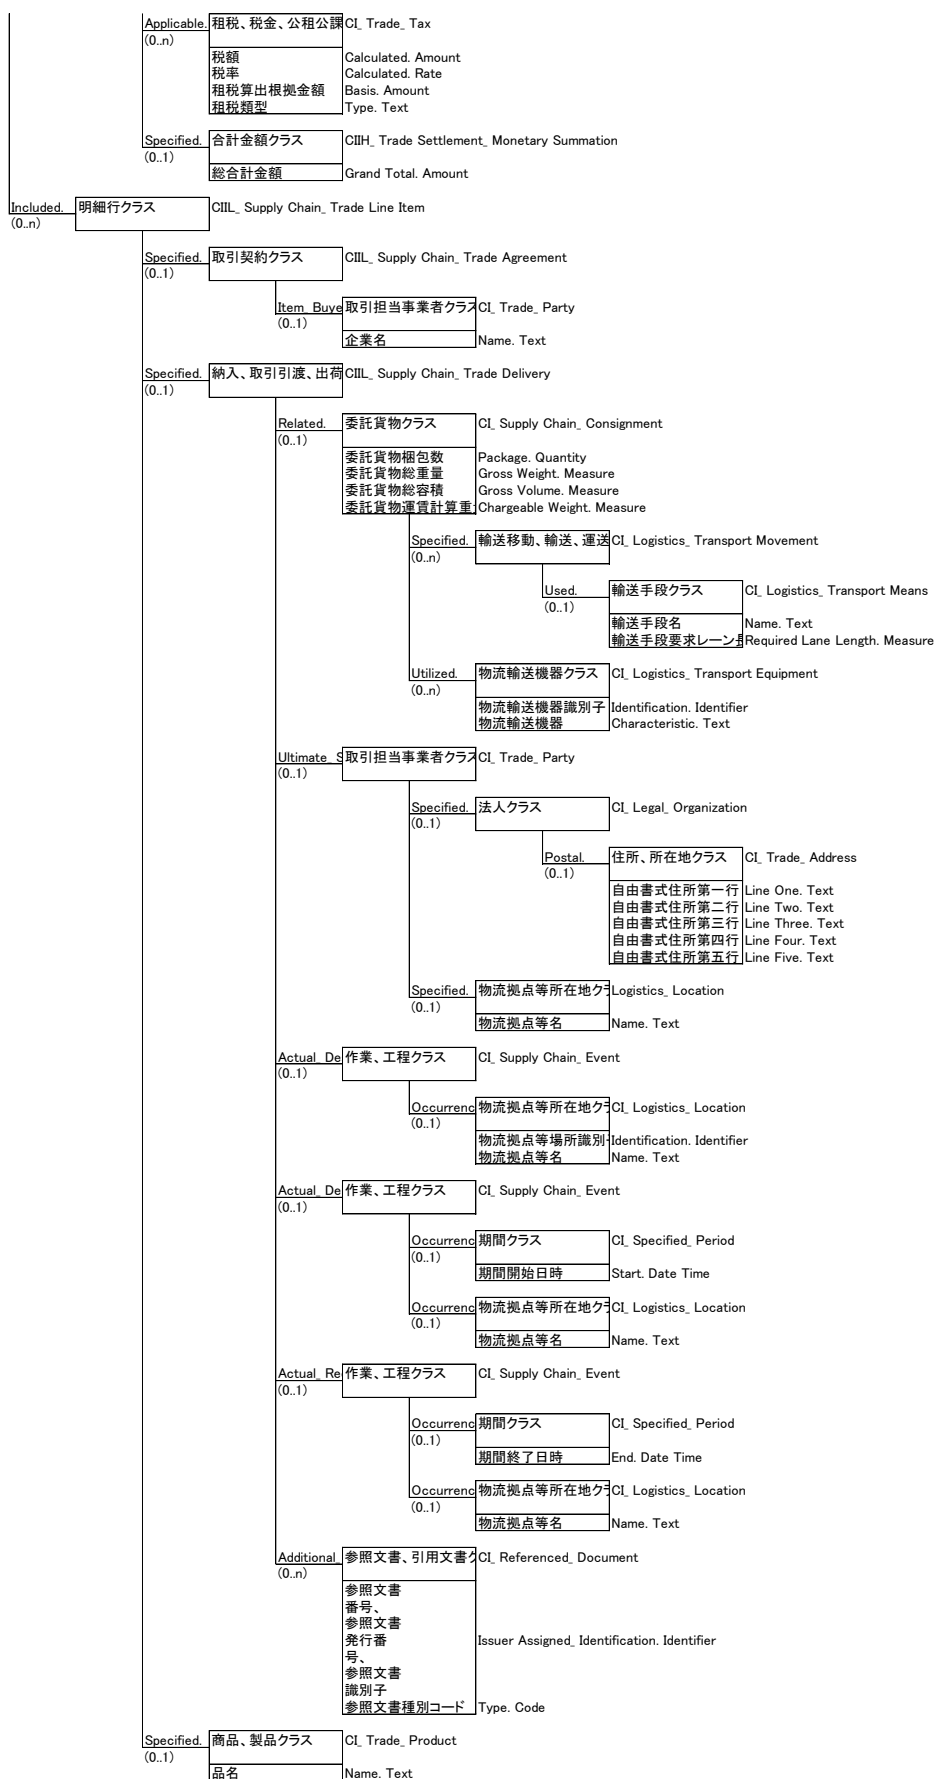 Applicable. 租税、税金、公租公課 CI_ Trade_ Tax
(0..n)
税額 Calculated. Amount
税率 Calculated. Rate
租税算出根拠金額 Basis. Amount
租税類型 Type. Text
Specified. 合計金額クラス CIIH_ Trade Settlement_ Monetary Summation
(0..1)
総合計金額 Grand Total. Amount
Included. 明細行クラス CIIL_ Supply Chain_ Trade Line Item
(0..n)
Specified. 取引契約クラス CIIL_ Supply Chain_ Trade Agreement
(0..1)
Item_ Buye 取引担当事業者クラス CI_ Trade_ Party
(0..1)
企業名 Name. Text
Specified. 納入、取引引渡、出荷 CIIL_ Supply Chain_ Trade Delivery
(0..1)
Related. 委託貨物クラス CI_ Supply Chain_ Consignment
(0..1)
委託貨物梱包数 Package. Quantity
委託貨物総重量 Gross Weight. Measure
委託貨物総容積 Gross Volume. Measure
委託貨物運賃計算重 Chargeable Weight. Measure
Specified. 輸送移動、輸送、運送 CI_ Logistics_ Transport Movement
(0..n)
Used. 輸送手段クラス CI_ Logistics_ Transport Means
(0..1)
輸送手段名 Name. Text
輸送手段要求レーン長 Required Lane Length. Measure
Utilized. 物流輸送機器クラス CI_ Logistics_ Transport Equipment
(0..n)
物流輸送機器識別子 Identification. Identifier
物流輸送機器 Characteristic. Text
Ultimate_ S 取引担当事業者クラス CI_ Trade_ Party
(0..1)
Specified. 法人クラス CI_ Legal_ Organization
(0..1)
Postal. 住所、所在地クラス CI_ Trade_ Address
(0..1)
自由書式住所第一行 Line One. Text
自由書式住所第二行 Line Two. Text
自由書式住所第三行 Line Three. Text
自由書式住所第四行 Line Four. Text
自由書式住所第五行 Line Five. Text
Specified. 物流拠点等所在地クラ Logistics_ Location
(0..1)
物流拠点等名 Name. Text
Actual_ De 作業、工程クラス CI_ Supply Chain_ Event
(0..1)
Occurrenc 物流拠点等所在地クラ CI_ Logistics_ Location
(0..1)
物流拠点等場所識別 Identification. Identifier
物流拠点等名 Name. Text
Actual_ De 作業、工程クラス CI_ Supply Chain_ Event
(0..1)
Occurrenc 期間クラス CI_ Specified_ Period
(0..1)
期間開始日時 Start. Date Time
Occurrenc 物流拠点等所在地クラ CI_ Logistics_ Location
(0..1)
物流拠点等名 Name. Text
Actual_ Re 作業、工程クラス CI_ Supply Chain_ Event
(0..1)
Occurrenc 期間クラス CI_ Specified_ Period
(0..1)
期間終了日時 End. Date Time
Occurrenc 物流拠点等所在地クラ CI_ Logistics_ Location
(0..1)
物流拠点等名 Name. Text
Additional_ 参照文書、引用文書ク CI_ Referenced_ Document
(0..n)
参照文書
番号、
参照文書
発行番 Issuer Assigned_ Identification. Identifier
号、
参照文書
識別子
参照文書種別コード Type. Code
Specified. 商品、製品クラス CI_ Trade_ Product
(0..1)
品名 Name. Text